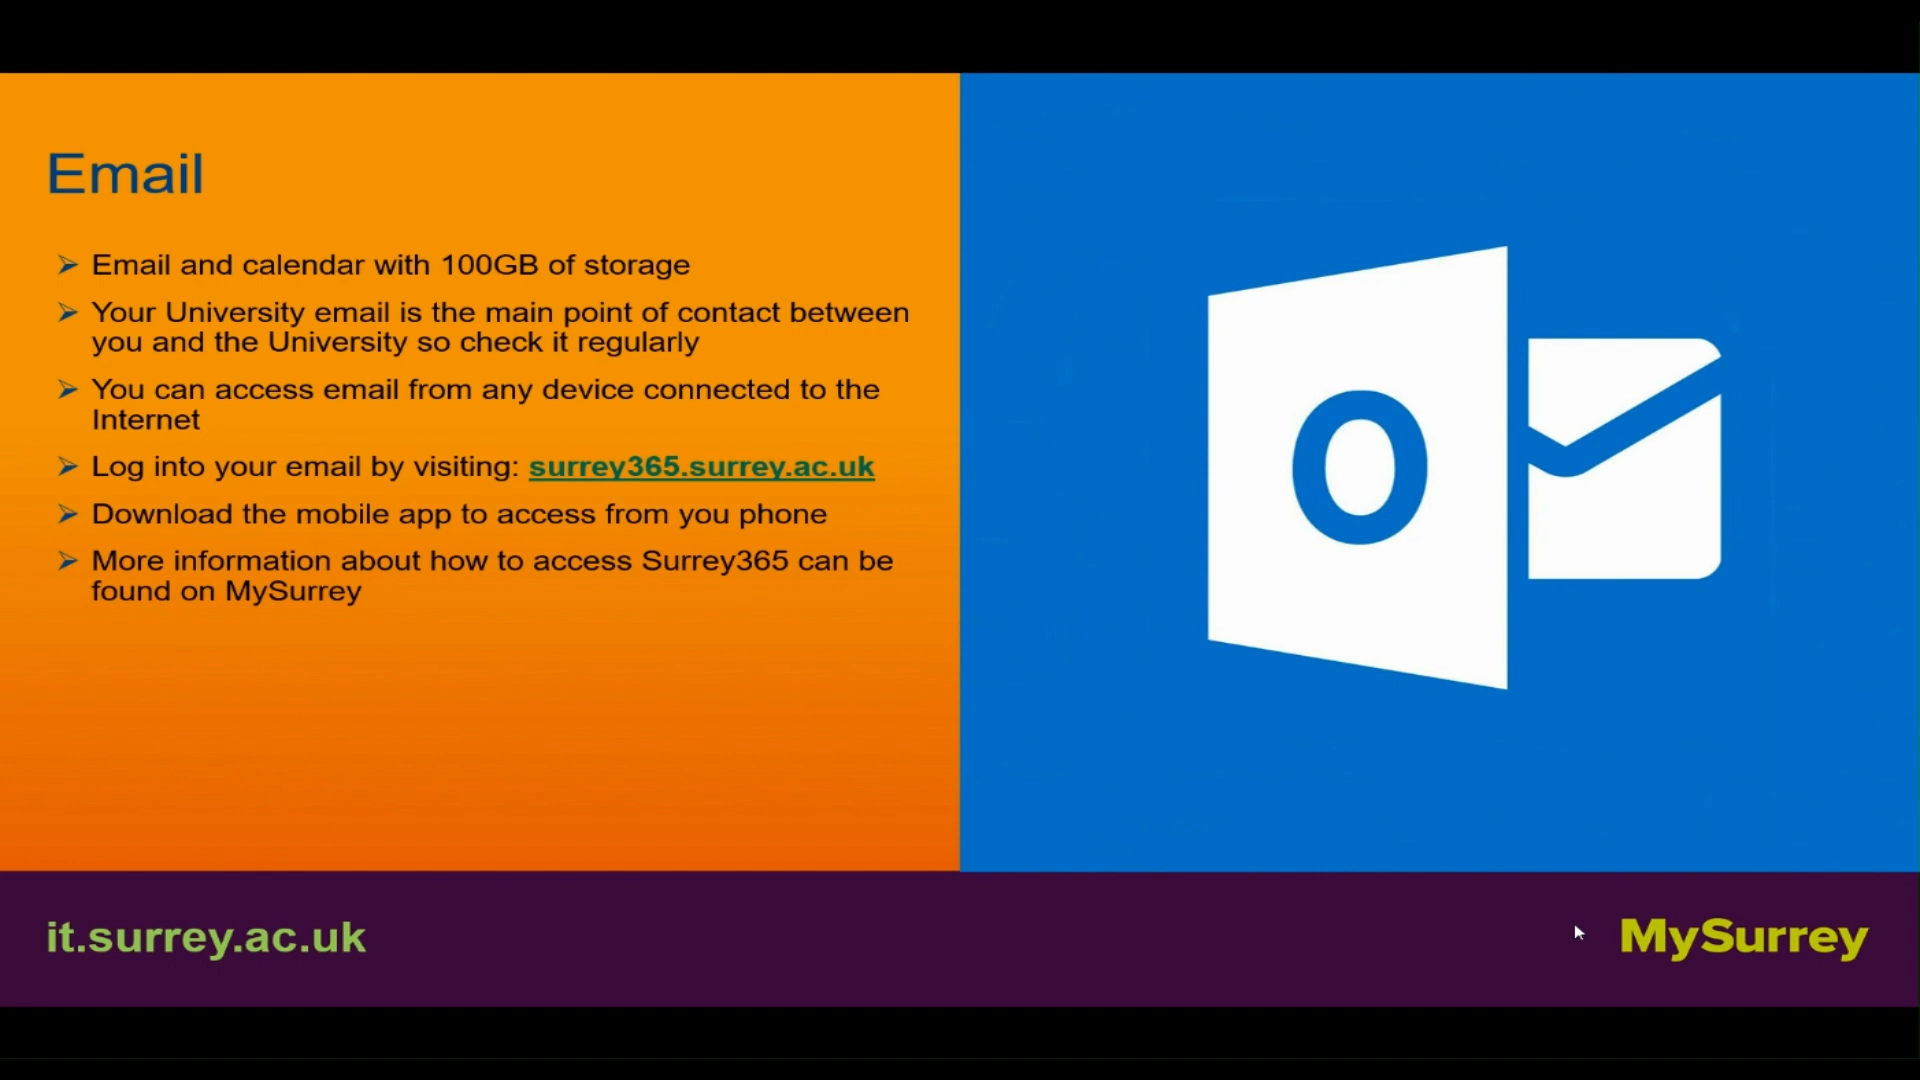 Email
➢ Email and calendar with 100GB of storage
➢ Your University email is the main point of contact between
you and the University so check it regularly
➢ You can access email from any device connected to the
Internet
➢ Log into your email by visiting: surrey365.surrey.ac.uk
➢ Download the mobile app to access from you phone
➢ More information about how to access Surrey365 can be
found on MySurrey
O
it.surrey.ac.uk
MySurrey